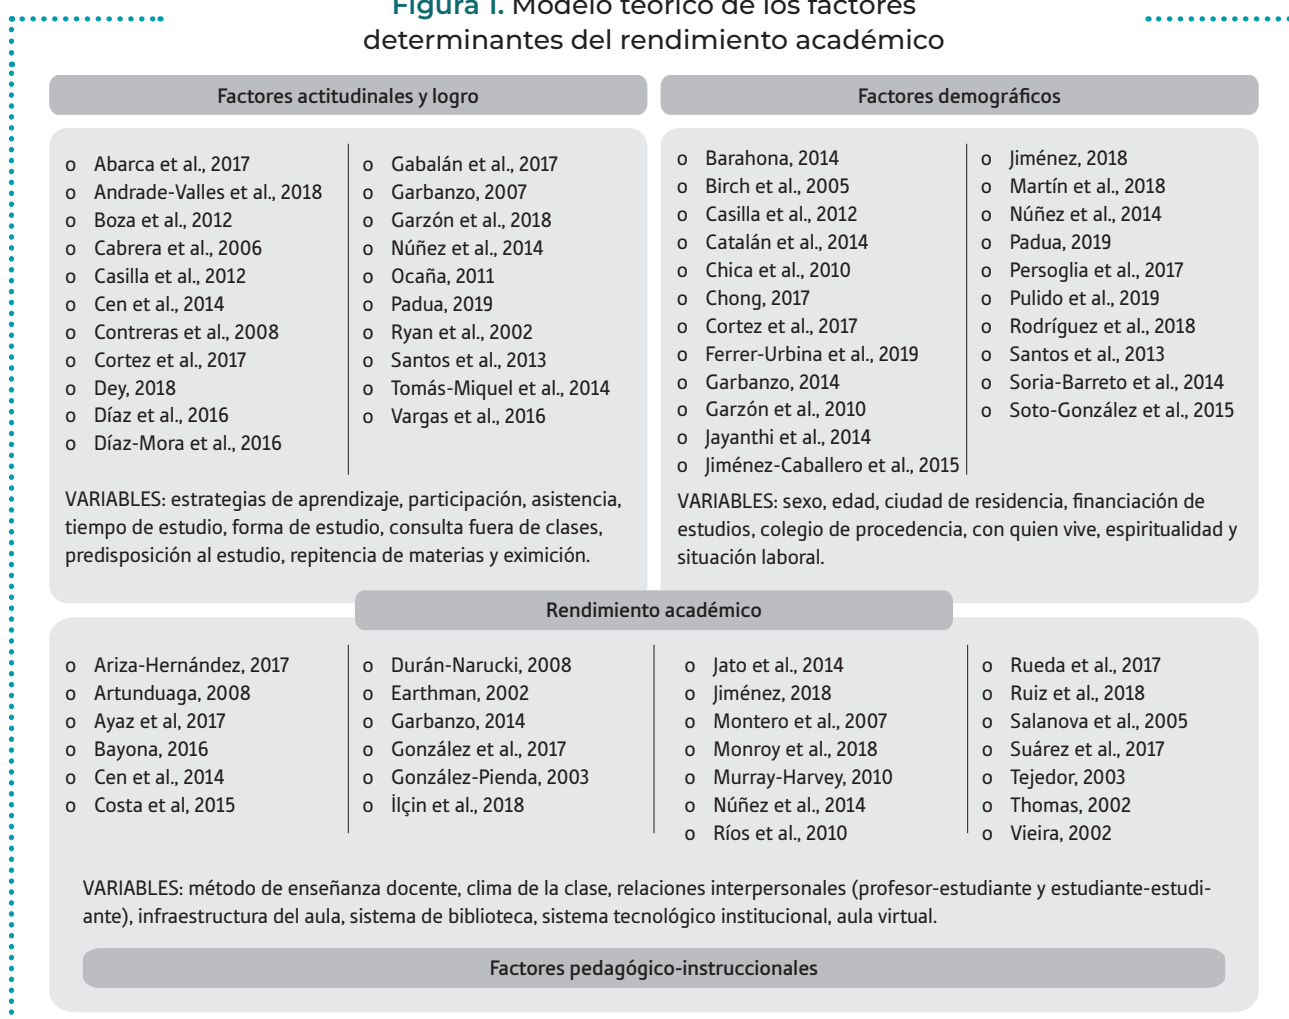 Figura 1. Modelo teórico de los factores
determinantes del rendimiento académico
Factores actitudinales y logro
o Abarca et al., 2017
o Andrade-Valles et al., 2018
o Boza et al., 2012
o Cabrera et al., 2006
o Casilla et al., 2012
o Cen et al., 2014
o Contreras et al., 2008
o Cortez et al., 2017
o Dey, 2018
o Díaz et al., 2016
o Díaz-Mora et al., 2016
o Gabalán et al., 2017
o Garbanzo, 2007
o Garzón et al., 2018
o Núñez et al., 2014
o Ocaña, 2011
o Padua, 2019
o Ryan et al., 2002
o Santos et al., 2013
o Tomás-Miquel et al., 2014
o Vargas et al., 2016
VARIABLES: estrategias de aprendizaje, participación, asistencia,
tiempo de estudio, forma de estudio, consulta fuera de clases,
predisposición al estudio, repitencia de materias y eximición.
Factores demográficos
o Barahona, 2014
o Birch et al., 2005
o Casilla et al., 2012
o Catalán et al., 2014
o Chica et al., 2010
o Chong, 2017
o Cortez et al., 2017
o Ferrer-Urbina et al., 2019
o Garbanzo, 2014
o Garzón et al., 2010
o Jayanthi et al., 2014
o Jiménez-Caballero et al., 2015
o Jiménez, 2018
o Martín et al., 2018
o Núñez et al., 2014
o Padua, 2019
o Persoglia et al., 2017
o Pulido et al., 2019
o Rodríguez et al., 2018
o Santos et al., 2013
o Soria-Barreto et al., 2014
o Soto-González et al., 2015
VARIABLES: sexo, edad, ciudad de residencia, financiación de
estudios, colegio de procedencia, con quien vive, espiritualidad y
situación laboral.
Rendimiento académico
o Ariza-Hernández, 2017
o Artunduaga, 2008
o Ayaz et al, 2017
o Bayona, 2016
o Cen et al., 2014
o Costa et al, 2015
o Durán-Narucki, 2008
o Earthman, 2002
o Garbanzo, 2014
o González et al., 2017
o González-Pienda, 2003
o İlçin et al., 2018
o Jato et al., 2014
o Jiménez, 2018
o Montero et al., 2007
o Monroy et al., 2018
o Murray-Harvey, 2010
o Núñez et al., 2014
o Ríos et al., 2010
o Rueda et al., 2017
o Ruiz et al., 2018
o Salanova et al., 2005
o Suárez et al., 2017
o Tejedor, 2003
o Thomas, 2002
o Vieira, 2002
VARIABLES: método de enseñanza docente, clima de la clase, relaciones interpersonales (profesor-estudiante y estudiante-estudi-
ante), infraestructura del aula, sistema de biblioteca, sistema tecnológico institucional, aula virtual.
Factores pedagógico-instruccionales